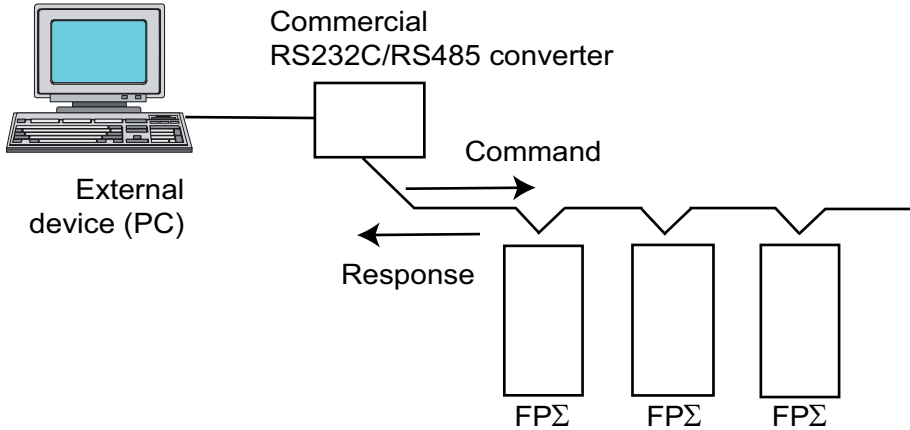 Commercial
RS232C/RS485 converter
Command
External
device (PC)
Response
FPΣ
FPΣ
FPΣ